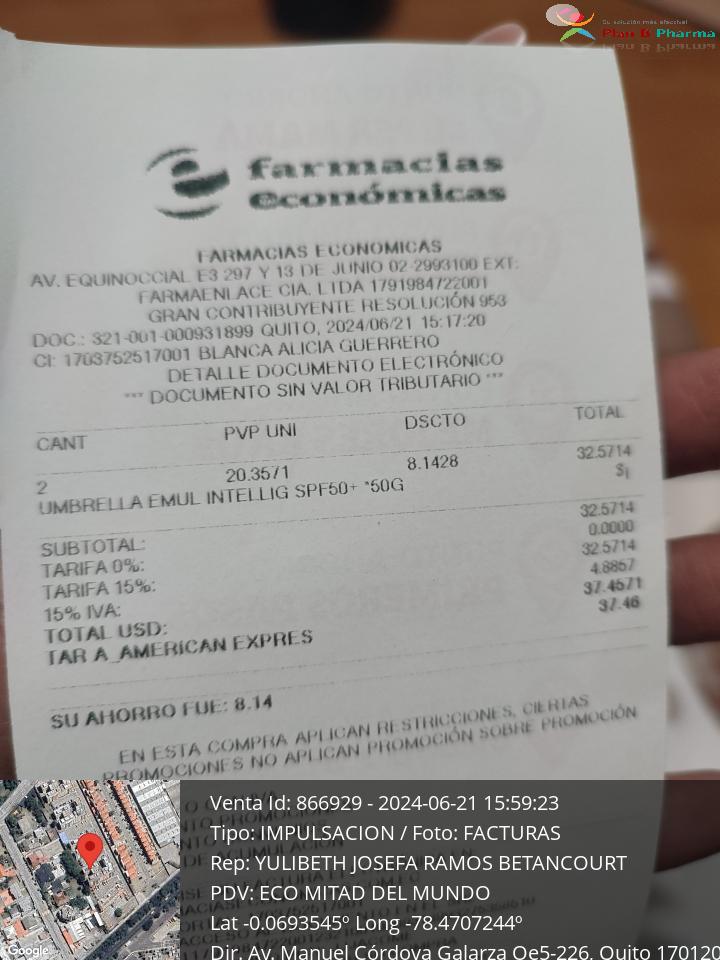 Su solución más efectiva!
Plan B Pharma
farmacias
económicas
FARMACIAS ECONOMICAS
AV. EQUINOCCIAL E3 297 Y 13 DE JUNIO 02-2993100 EXT:
FARMAENLACE CIA. LTDA 1791984722001
GRAN CONTRIBUYENTE RESOLUCIÓN 953
DOC.: 321-001-000931899 QUITO, 2024/06/21 15:17:20
CI: 1703752517001 BLANCA ALICIA GUERRERO
DETALLE DOCUMENTO ELECTRÓNICO
*** DOCUMENTO SIN VALOR TRIBUTARIO ***
CANT PVP UNI DSCTO TOTAL
2 20.3571 8.1428 32.5714
UMBRELLA EMUL INTELLIG SPF50+ *50G $¡
SUBTOTAL: 32.5714
TARIFA 0%: 0.0000
TARIFA 15%: 32.5714
15% IVA: 4.8857
TOTAL USD: 37.4571
TAR A_AMERICAN EXPRES 37.46
SU AHORRO FUE: 8.14
EN ESTA COMPRA APLICAN RESTRICCIONES, CIERTAS
PROMOCIONES NO APLICAN PROMOCIÓN SOBRE PROMOCIÓN
Venta Id: 866929 - 2024-06-21 15:59:23
Tipo: IMPULSACION / Foto: FACTURAS
Rep: YULIBETH JOSEFA RAMOS BETANCOURT
PDV: ECO MITAD DEL MUNDO
Lat -0.0693545º Long -78.4707244º
Dir. Av. Manuel Córdova Galarza Oe5-226, Quito 170120
Google